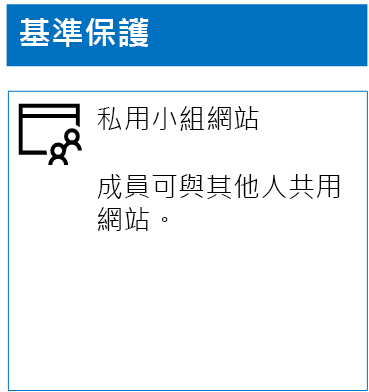 基準保護
私用小組網站
成員可與其他人共用
網站。